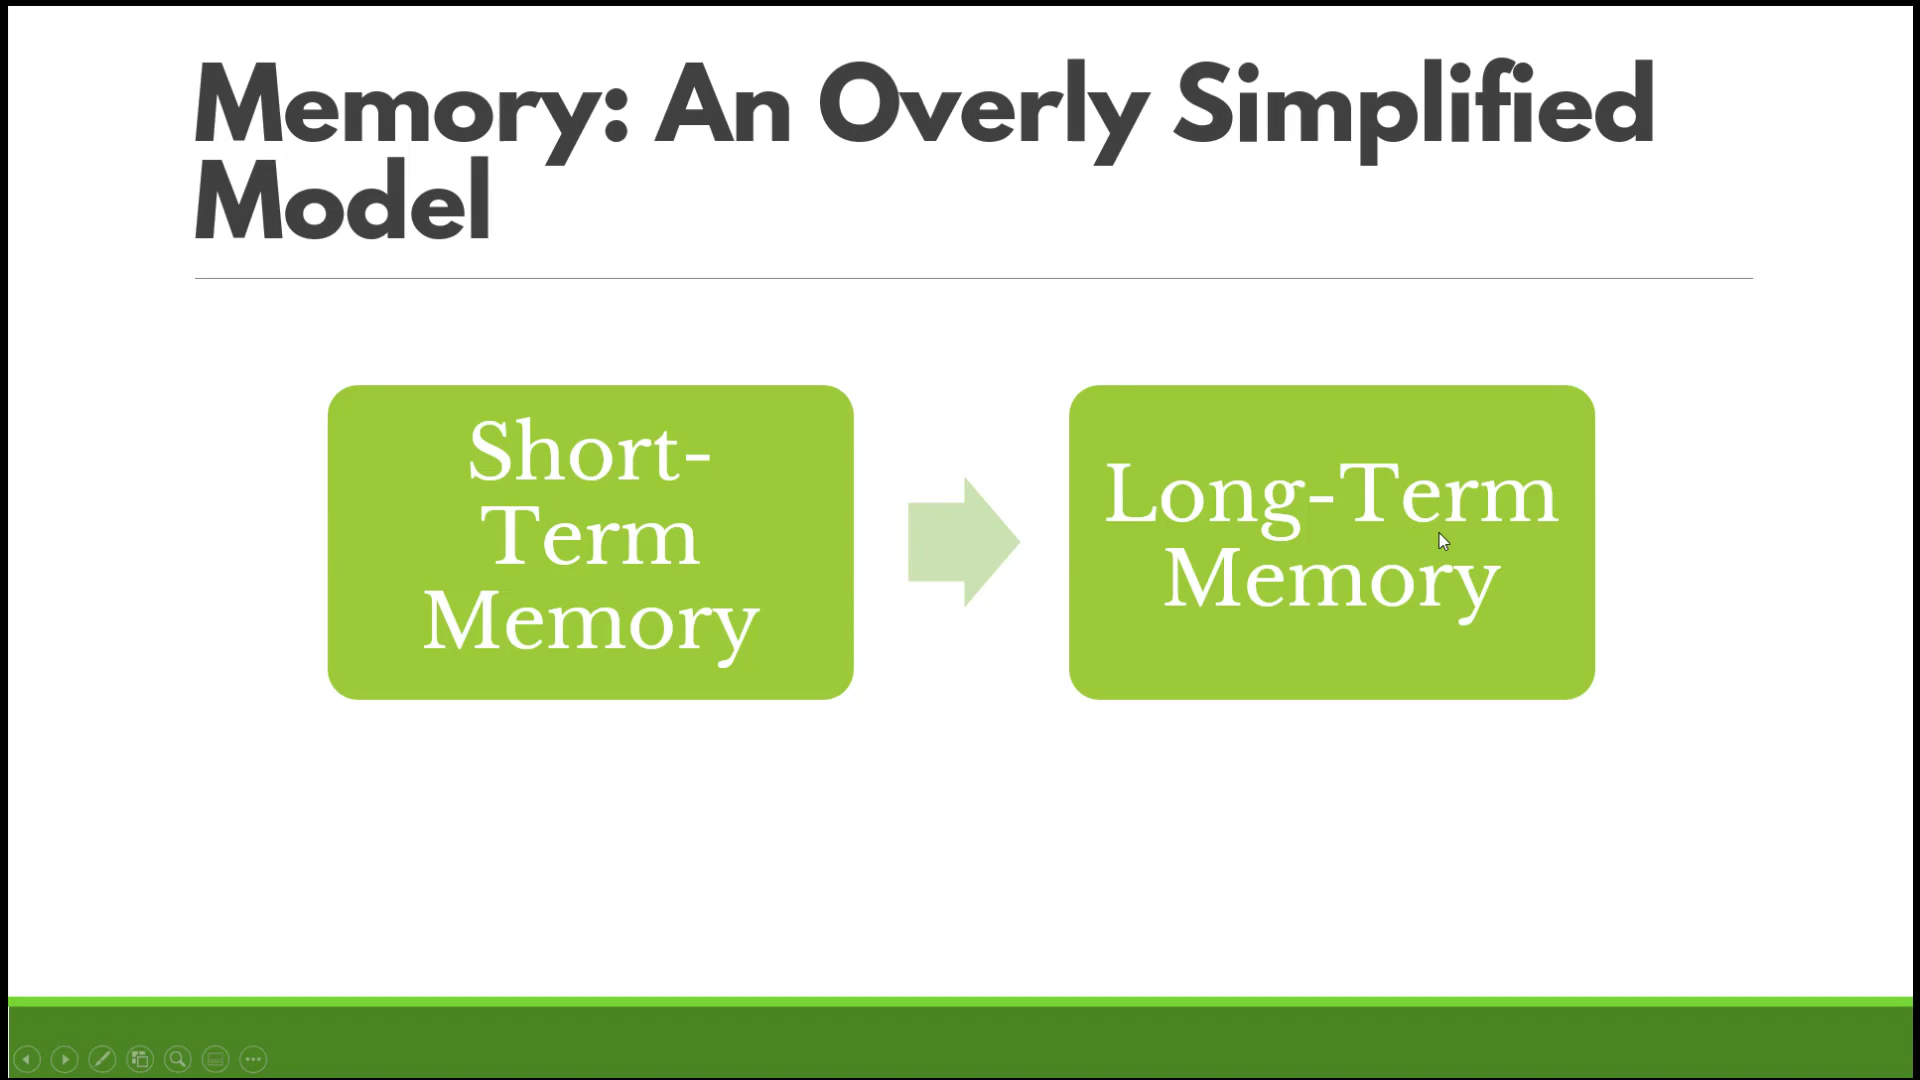 Memory: An Overly Simplified
Model
Short-
Term
Memory
Long-Term
Memory